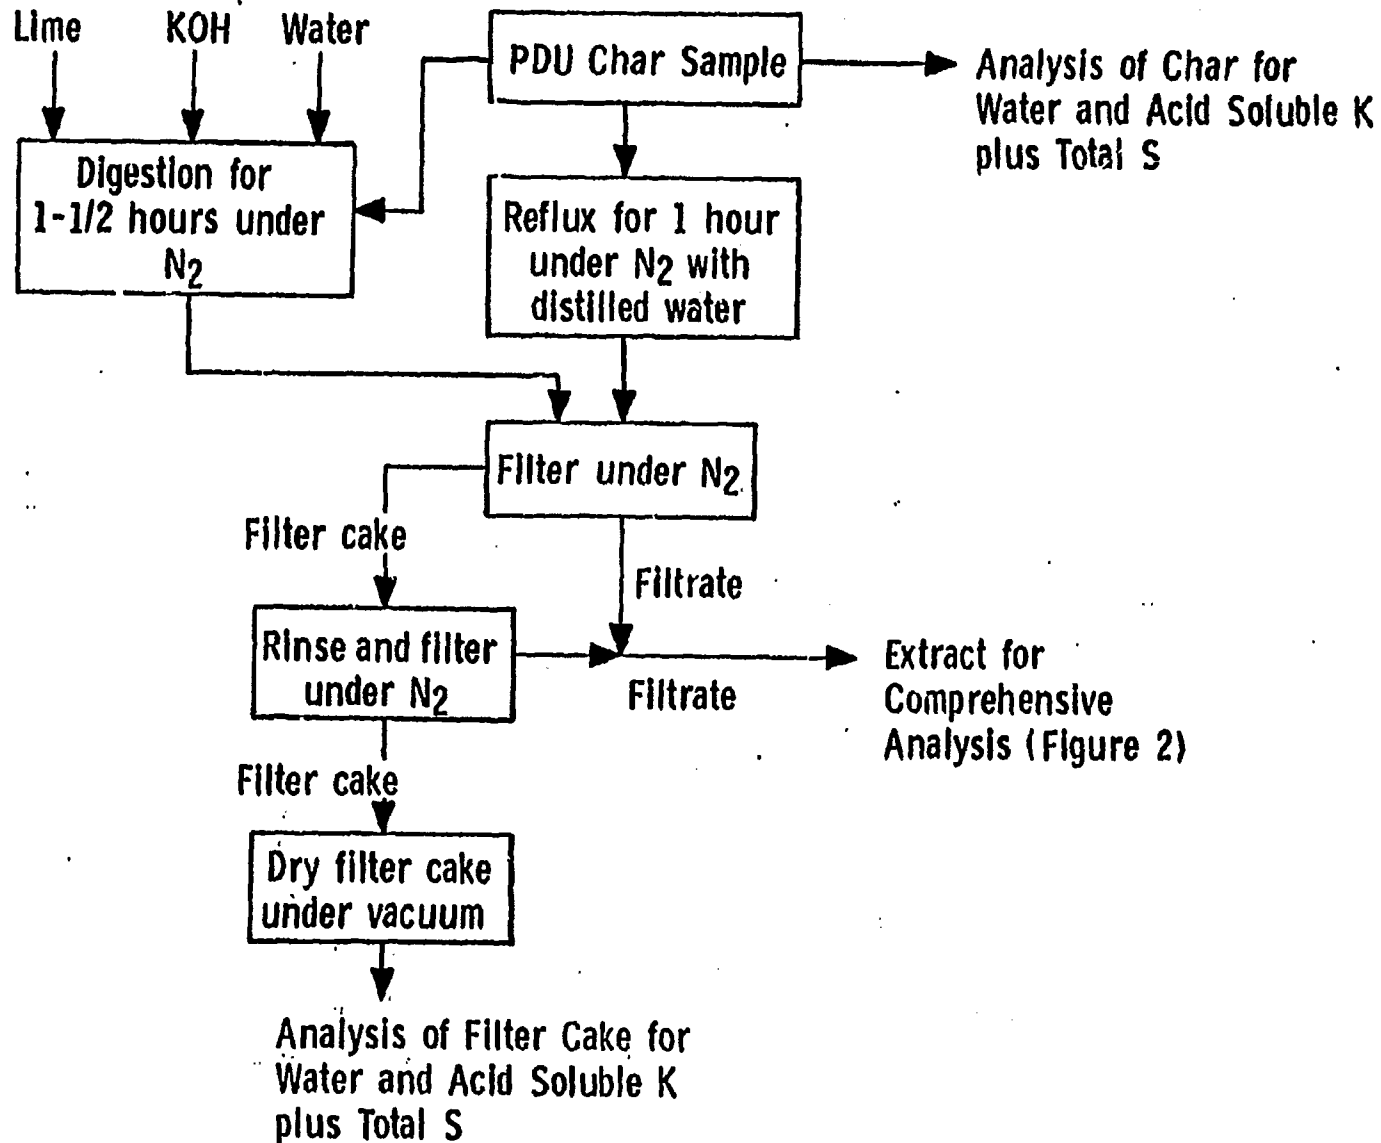 Lime
KOH
Water
PDU Char Sample
Analysis of Char for
Water and Acid Soluble K
plus Total S
Digestion for
1-1/2 hours under
N2
Reflux for 1 hour
under N2 with
distilled water
Filter under N2
Filter cake
Filtrate
Rinse and filter
under N2
Filtrate
Extract for
Comprehensive
Analysis (Figure 2)
Filter cake
Dry filter cake
under vacuum
Analysis of Filter Cake for
Water and Acid Soluble K
plus Total S